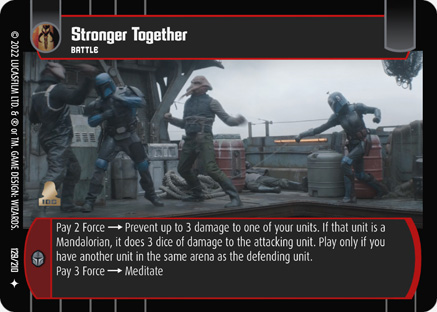 Stronger Together
BATTLE
© 2022 LUCASFILM LTD. & ® or TM. GAME DESIGN: WIZARDS.
129/210
IDC
Pay 2 Force → Prevent up to 3 damage to one of your units. If that unit is a
Mandalorian, it does 3 dice of damage to the attacking unit. Play only if you
have another unit in the same arena as the defending unit.
Pay 3 Force → Meditate